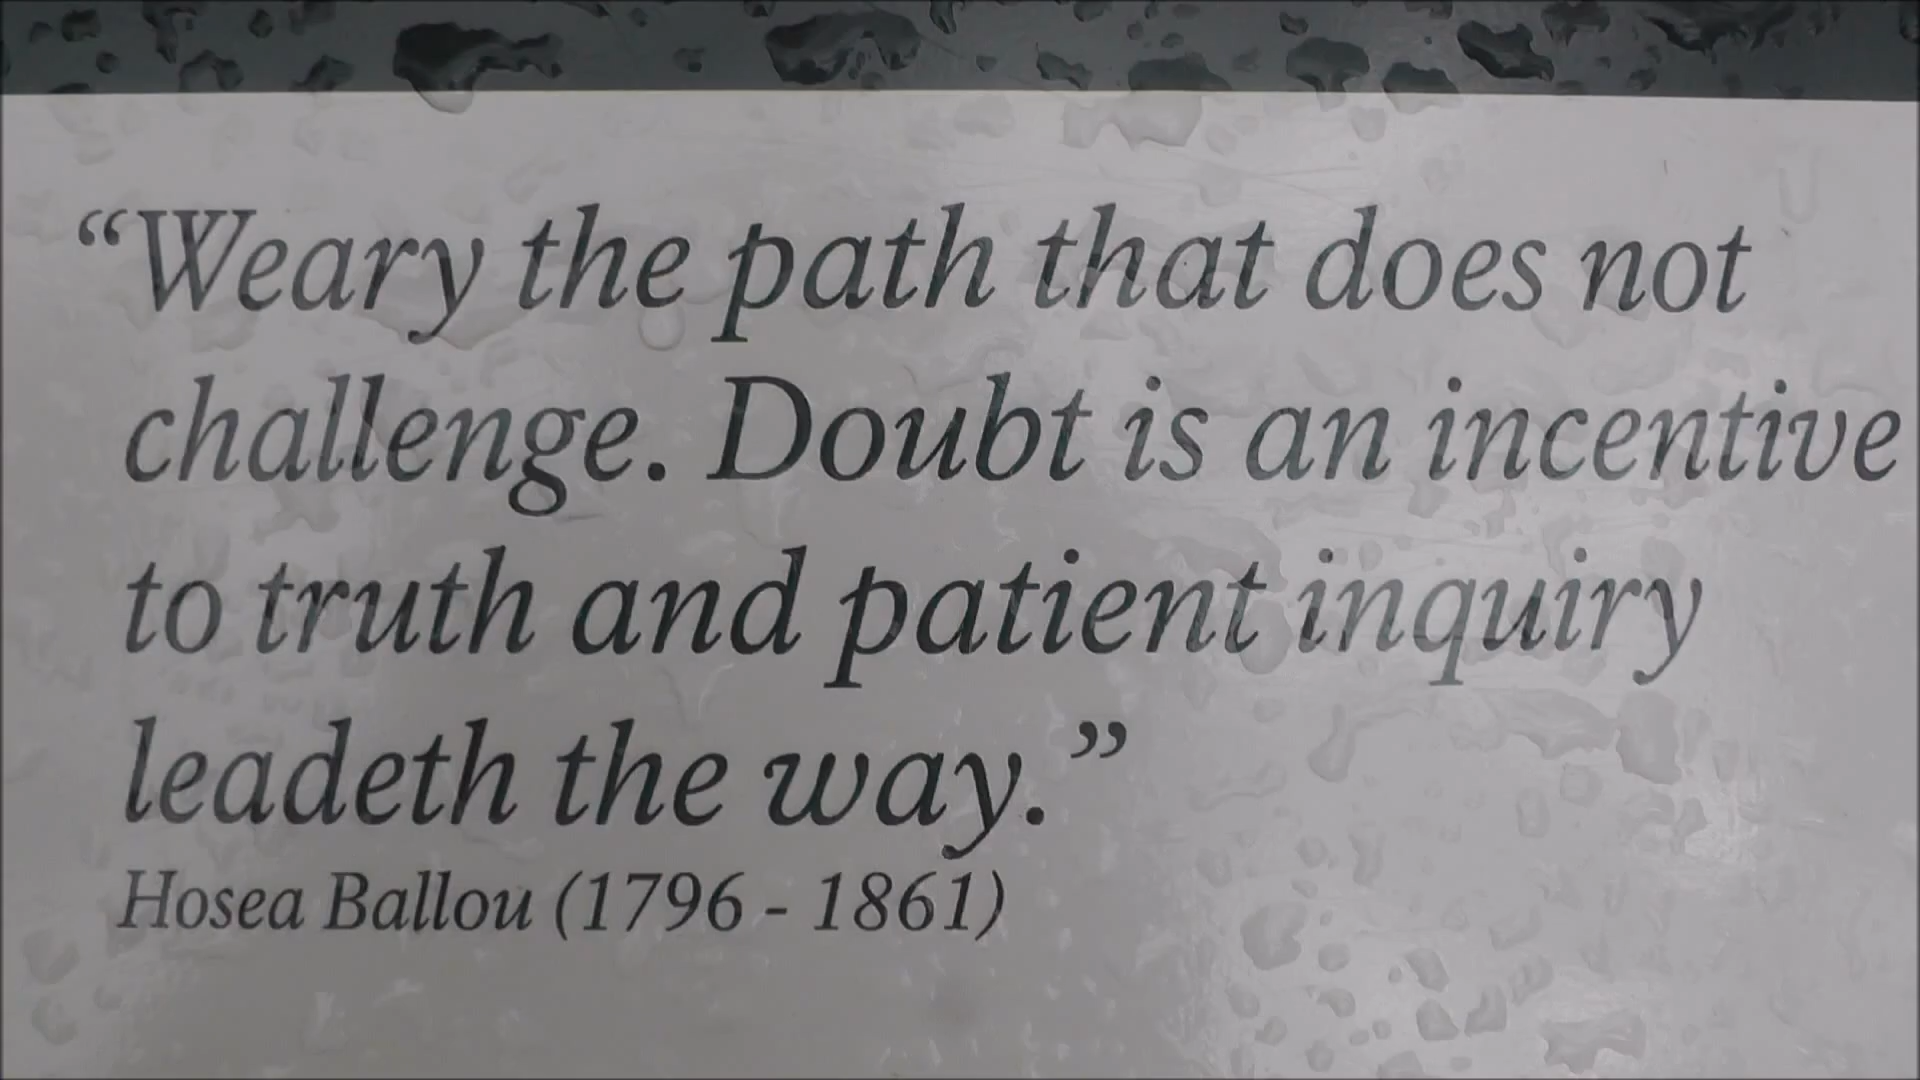 “Weary the path that does not
challenge. Doubt is an incentive
to truth and patient inquiry
leadeth the way.”
Hosea Ballou (1796 - 1861)